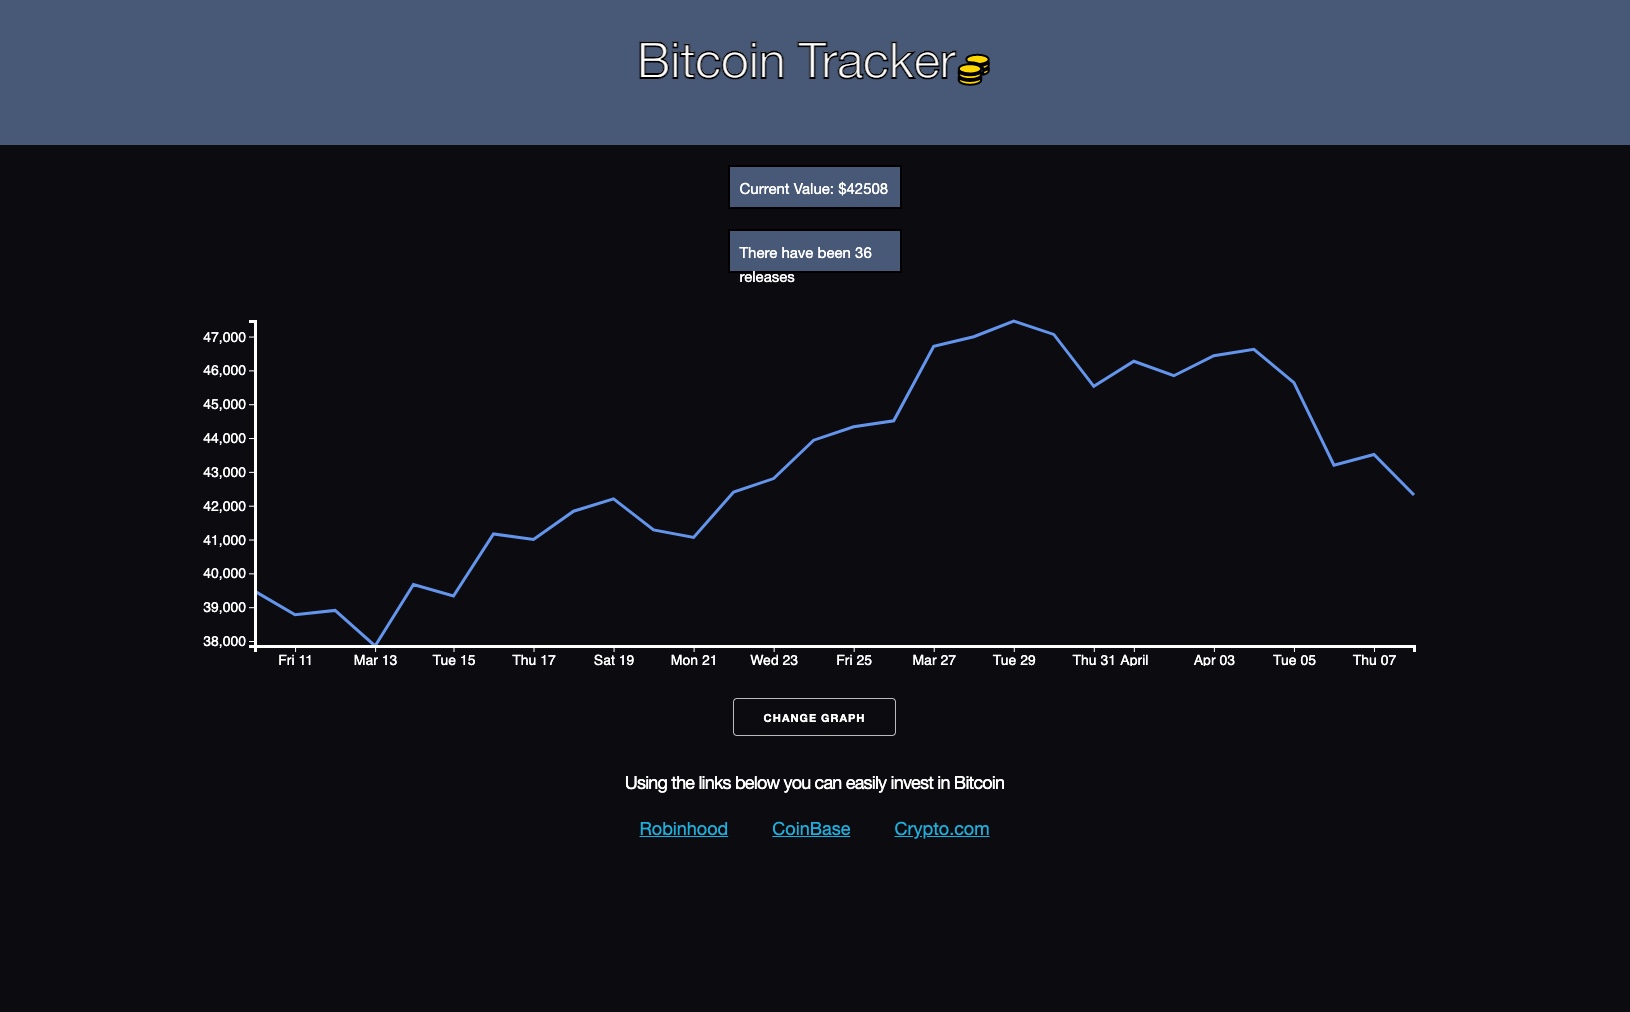 Bitcoin Tracker
Current Value: $42508
There have been 36
releases
47,000
46,000
45,000
44,000
43,000
42,000
41,000
40,000
39,000
38,000
Fri 11 Mar 13 Tue 15 Thu 17 Sat 19 Mon 21 Wed 23 Fri 25 Mar 27 Tue 29 Thu 31 April Apr 03 Tue 05 Thu 07
CHANGE GRAPH
Using the links below you can easily invest in Bitcoin
Robinhood CoinBase Crypto.com